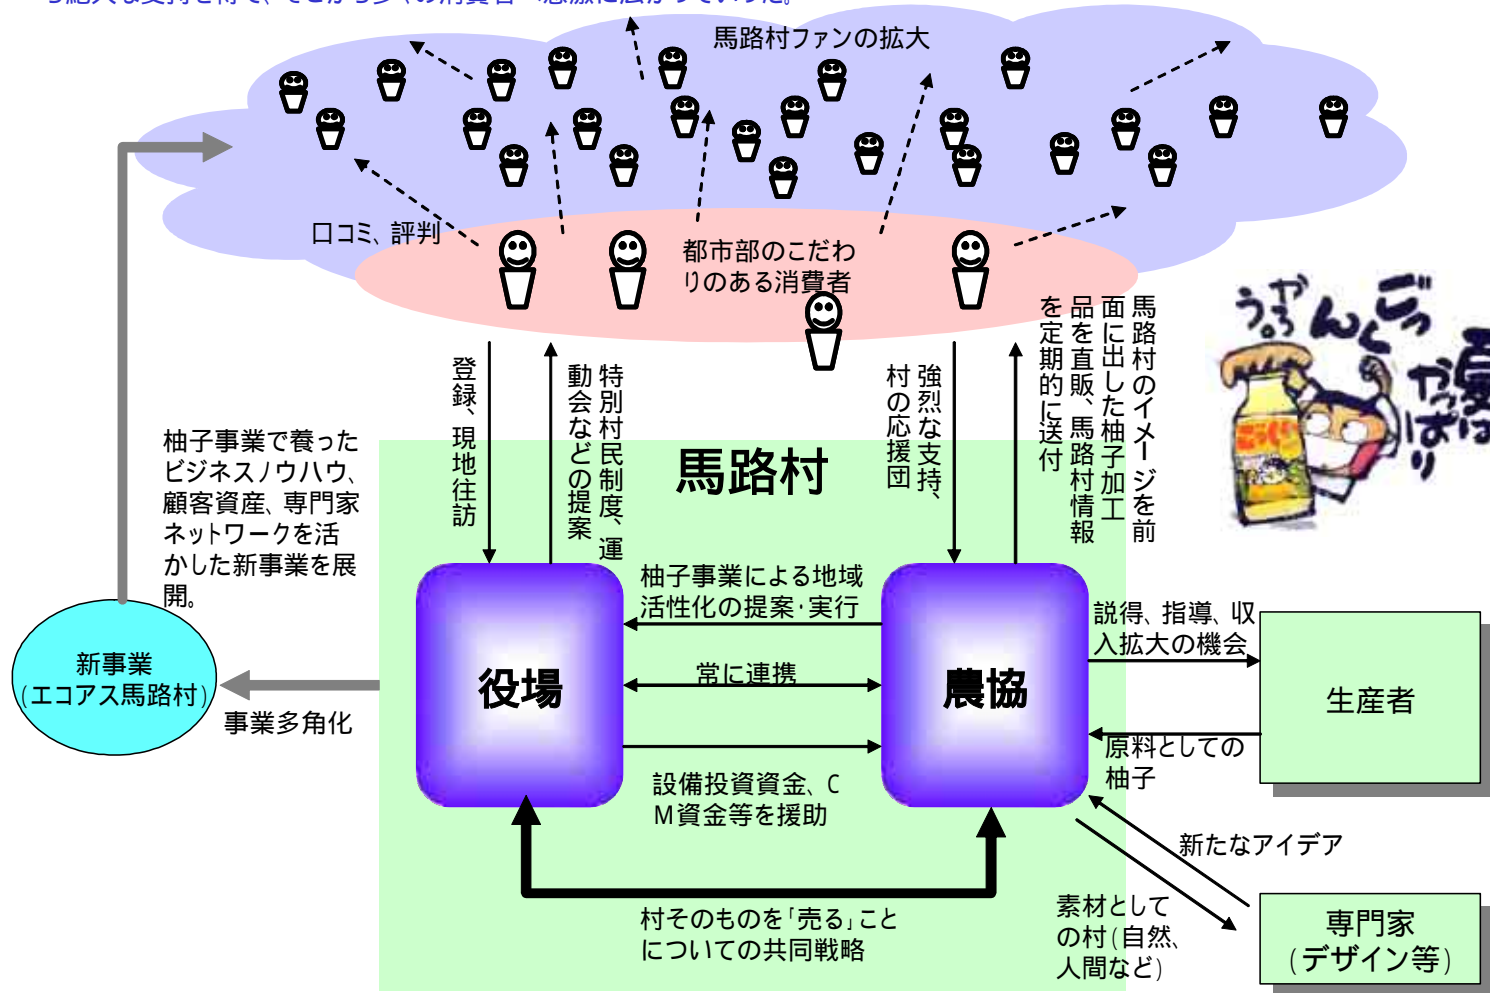 馬路村ファンの拡大
口コミ、評判
都市部のこだわ
りのある消費者
登録、現地往訪
特別村民制度、運
動会などの提案
強烈な支持、
村の応援団
馬路村のイメージを前
面に出した柚子加工
品を直販、馬路村情報
を定期的に送付
ごっ
くん
やろ
う。
夏は
やっぱり
柚子事業で養った
ビジネスノウハウ、
顧客資産、専門家
ネットワークを活
かした新事業を展
開。
馬路村
柚子事業による地域
活性化の提案・実行
説得、指導、収
入拡大の機会
新事業
(エコアス馬路村)
事業多角化
役場
常に連携
農協
生産者
原料としての
柚子
設備投資資金、C
M資金等を援助
新たなアイデア
村そのものを「売る」こと
についての共同戦略
素材として
の村(自然、
人間など)
専門家
(デザイン等)